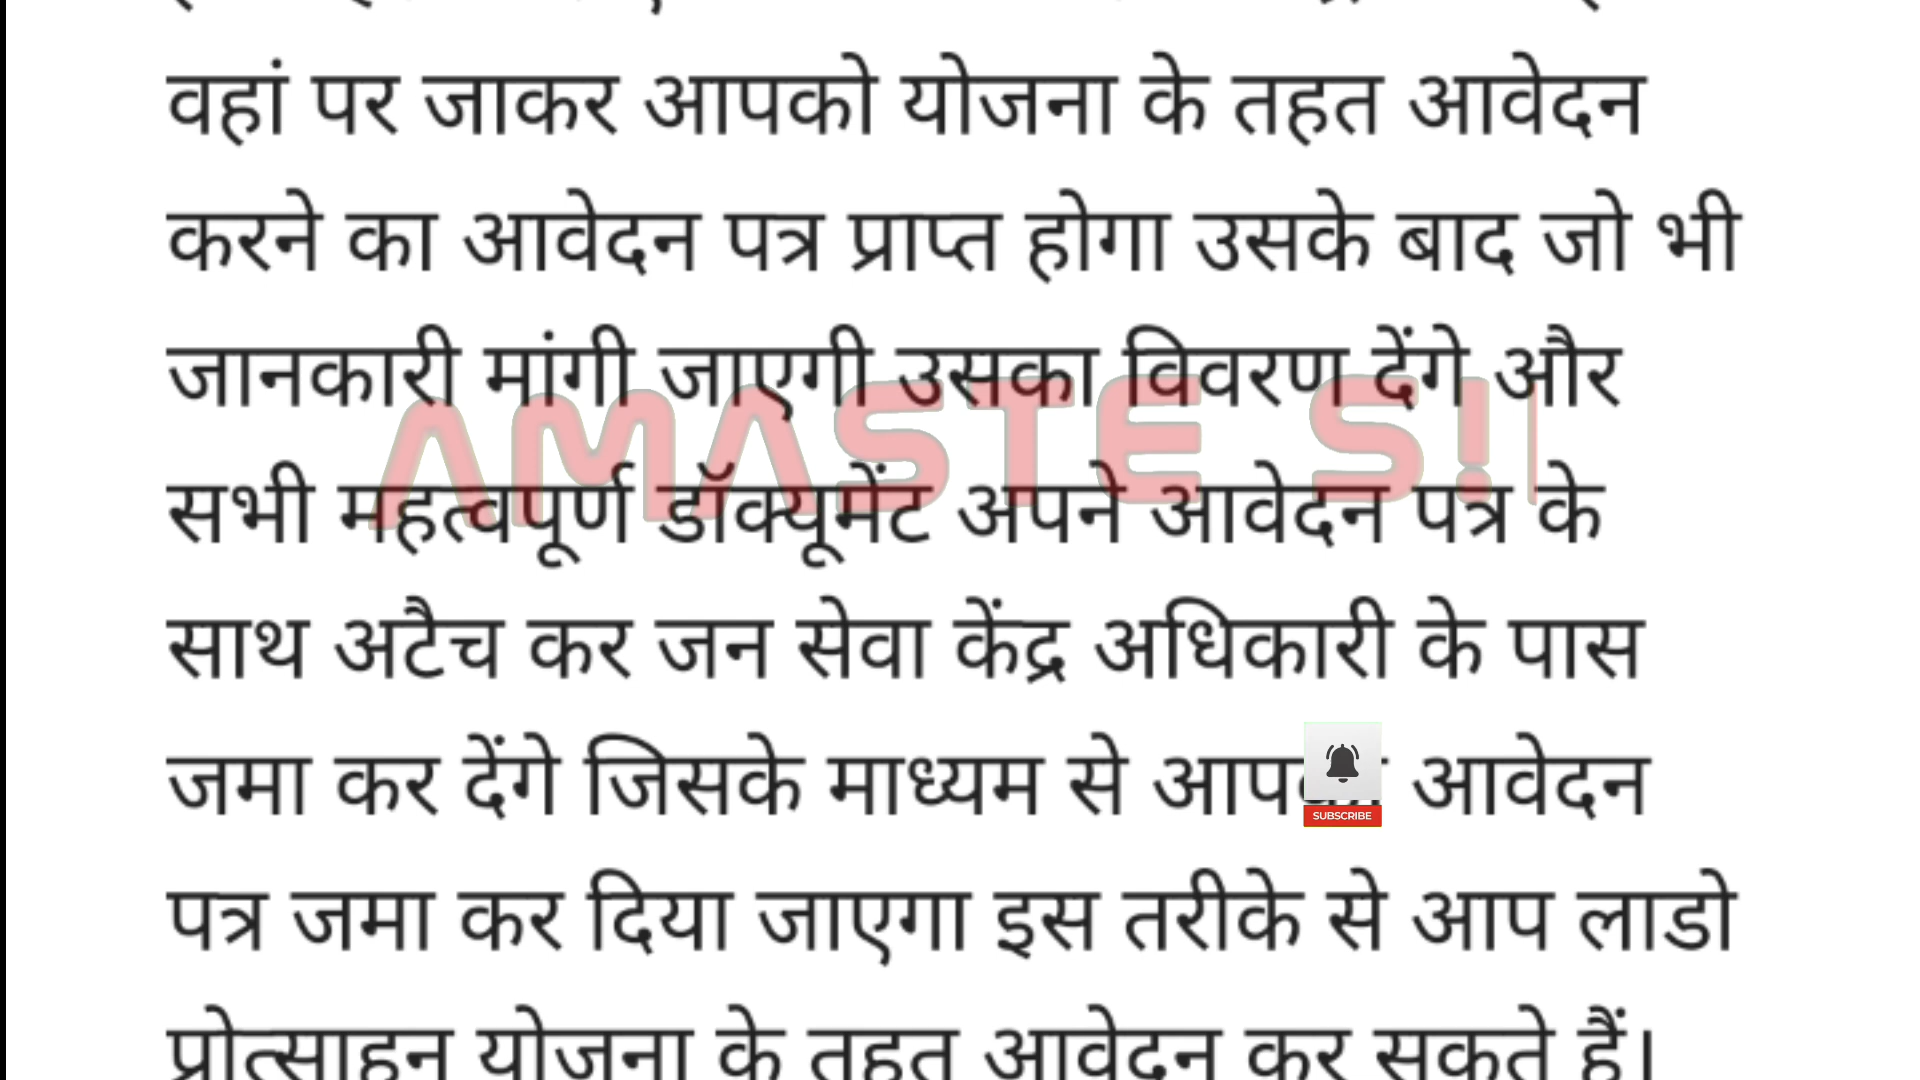 वहां पर जाकर आपको योजना के तहत आवेदन
करने का आवेदन पत्र प्राप्त होगा उसके बाद जो भी
जानकारी मांगी जाएगी उसका विवरण देंगे और
AMASTE S!
सभी महत्वपूर्ण डॉक्यूमेंट अपने आवेदन पत्र के
साथ अटैच कर जन सेवा केंद्र अधिकारी के पास
जमा कर देंगे जिसके माध्यम से आवेदन
SUBSCRIBE
पत्र जमा कर दिया जाएगा इस तरीके से आप लाडो
प्रोत्साहन योजना के तहत आवेदन कर सकते हैं।